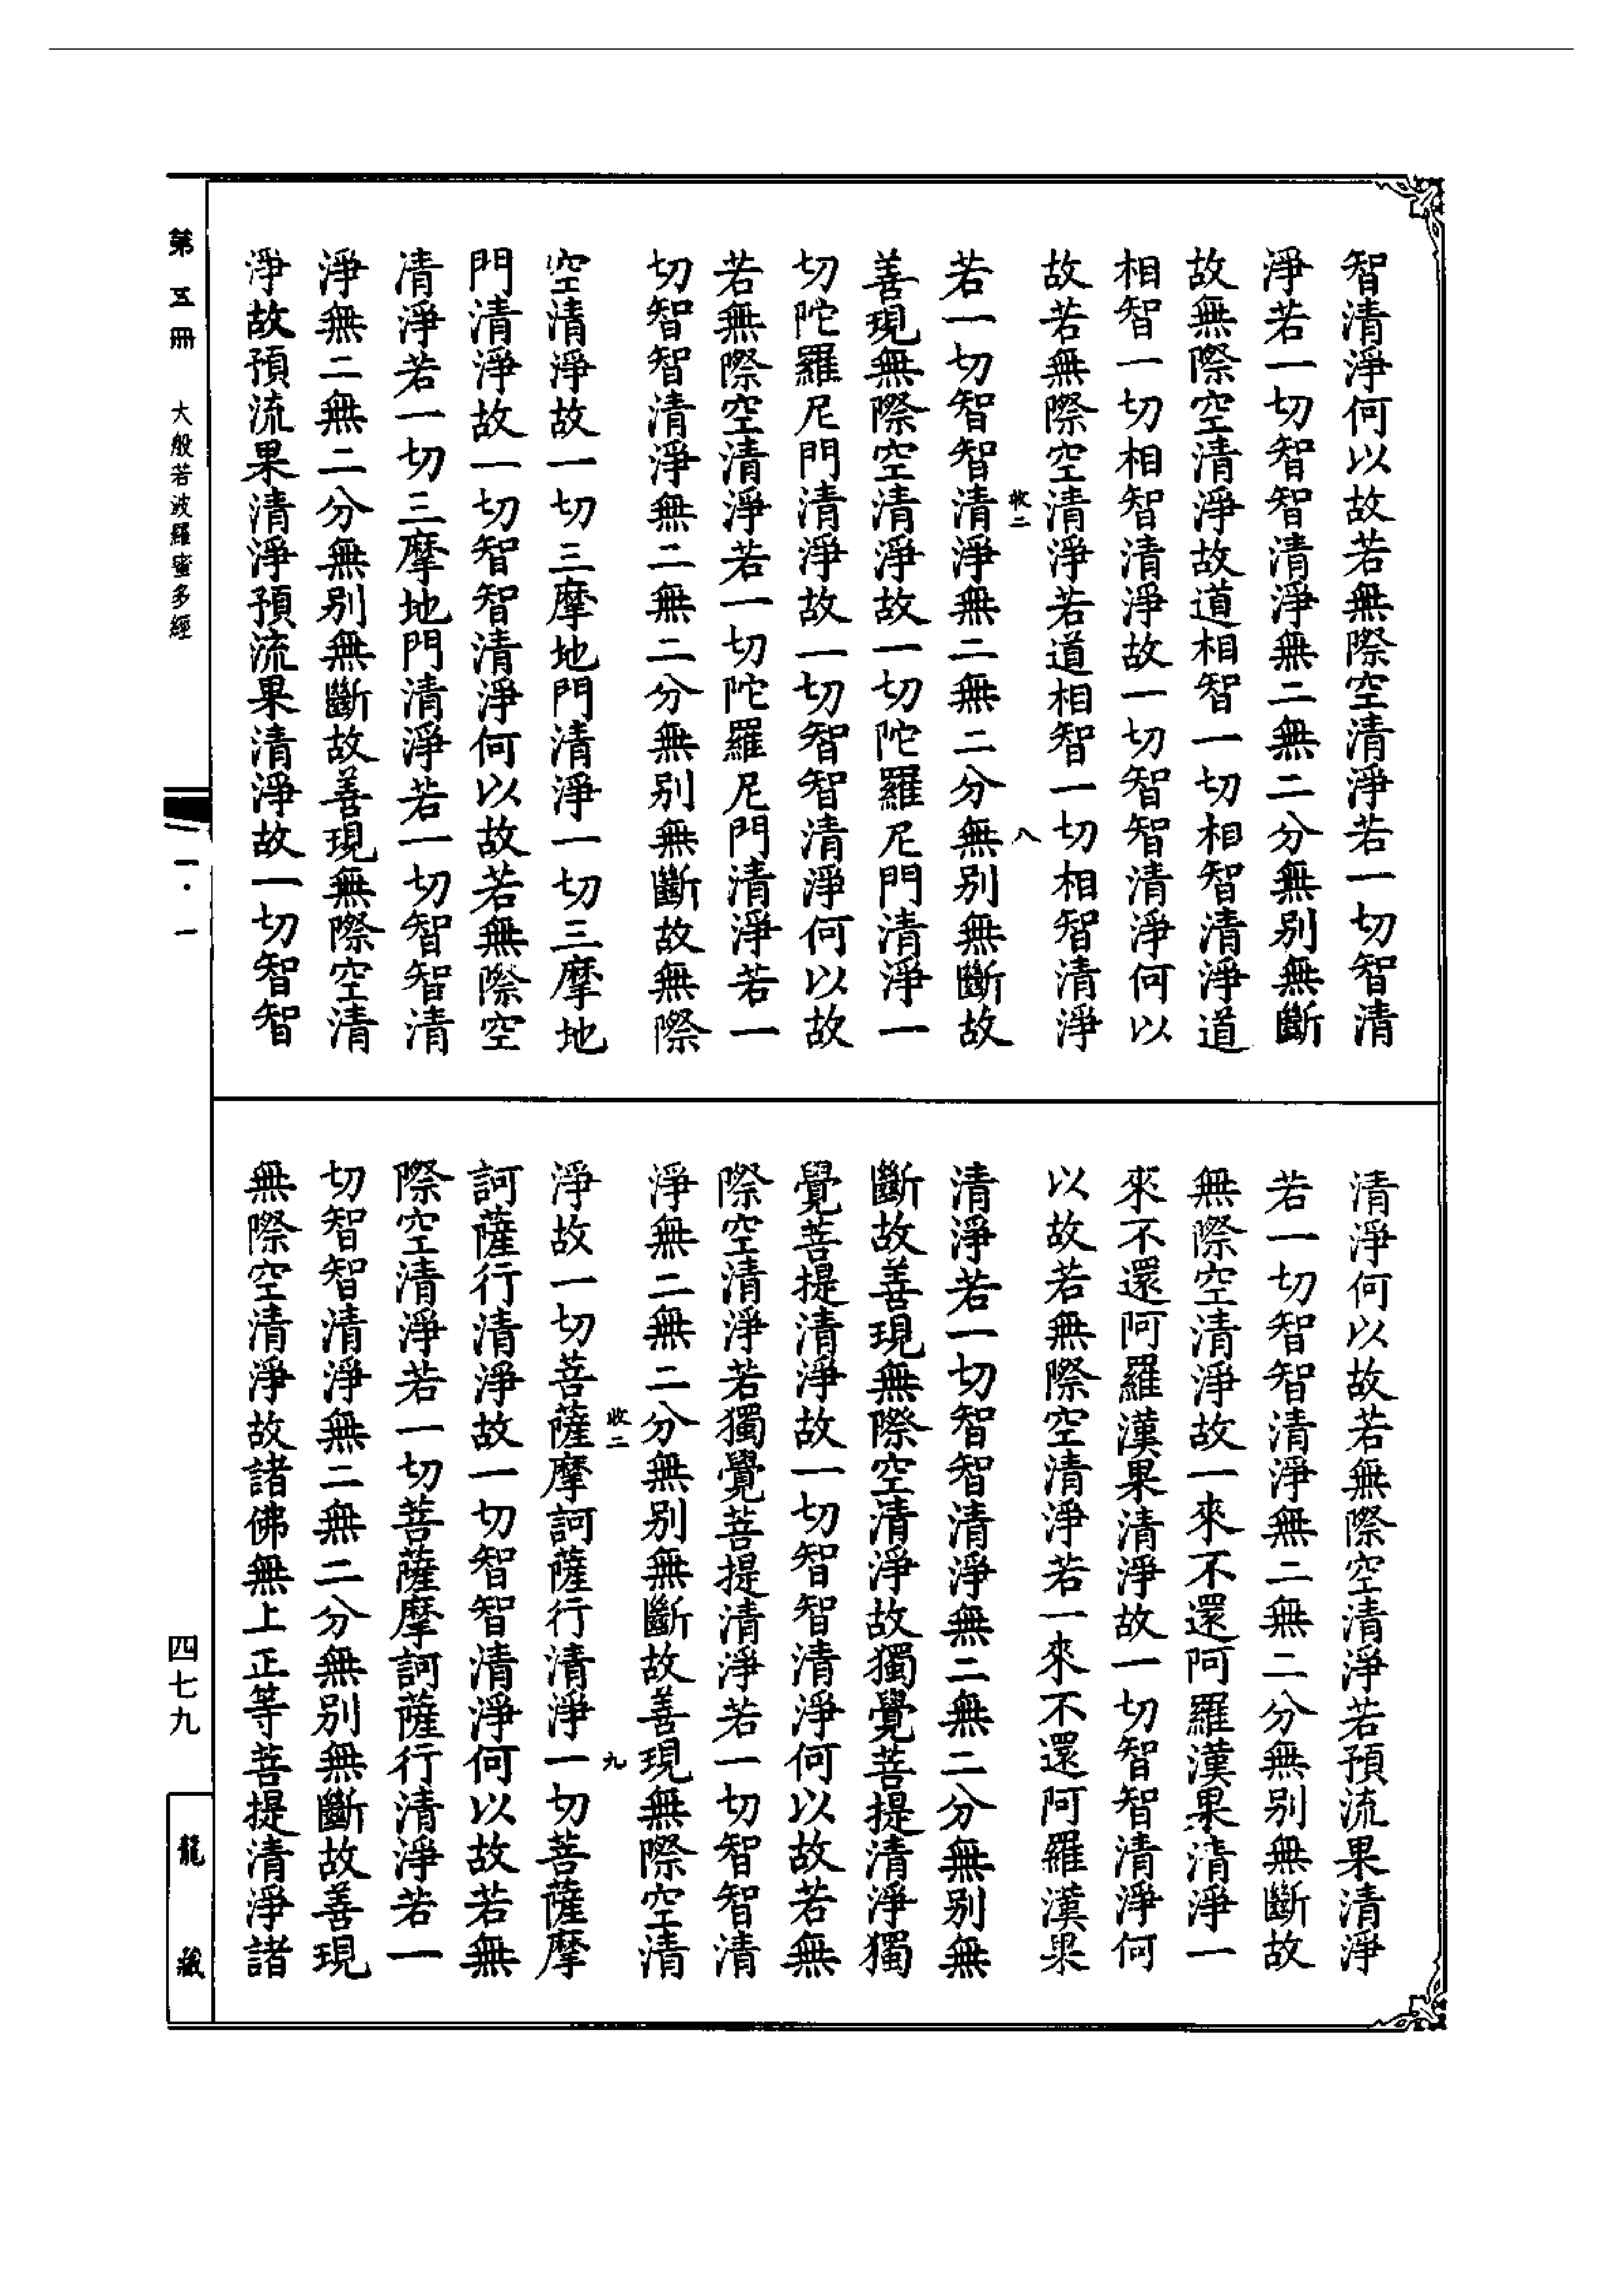 智清淨何以故若無際空清淨若一切智清
淨若一切智智清淨無二無二分無別無斷
故無際空清淨故道相智一切相智清淨道
相智一切相智清淨故一切智智清淨何以
故若無際空清淨若道相智一切相智清淨
收二 八
若一切智智清淨無二無二分無別無斷故
善現無際空清淨故一切陀羅尼門清淨一
切陀羅尼門清淨故一切智智清淨何以故
若無際空清淨若一切陀羅尼門清淨若一
切智智清淨無二無二分無別無斷故無際
空清淨故一切三摩地門清淨一切三摩地
門清淨故一切智智清淨何以故若無際空
清淨若一切三摩地門清淨若一切智智清
淨無二無二分無別無斷故善現無際空清
淨故預流果清淨預流果清淨故一切智智
清淨何以故若無際空清淨若預流果清淨
若一切智智清淨無二無二分無別無斷故
無際空清淨故一來不還阿羅漢果清淨一
來不還阿羅漢果清淨故一切智智清淨何
以故若無際空清淨若一來不還阿羅漢果
清淨若一切智智清淨無二無二分無別無
斷故善現無際空清淨故獨覺菩提清淨獨
覺菩提清淨故一切智智清淨何以故若無
際空清淨若獨覺菩提清淨若一切智智清
淨無二無二分無別無斷故善現無際空清
收二 九
淨故一切菩薩摩訶薩行清淨一切菩薩摩
訶薩行清淨故一切智智清淨何以故若無
際空清淨若一切菩薩摩訶薩行清淨若一
切智智清淨無二無二分無別無斷故善現
無際空清淨故諸佛無上正等菩提清淨諸
第五冊 大般若波羅蜜多經
一·一
四七九
龍藏